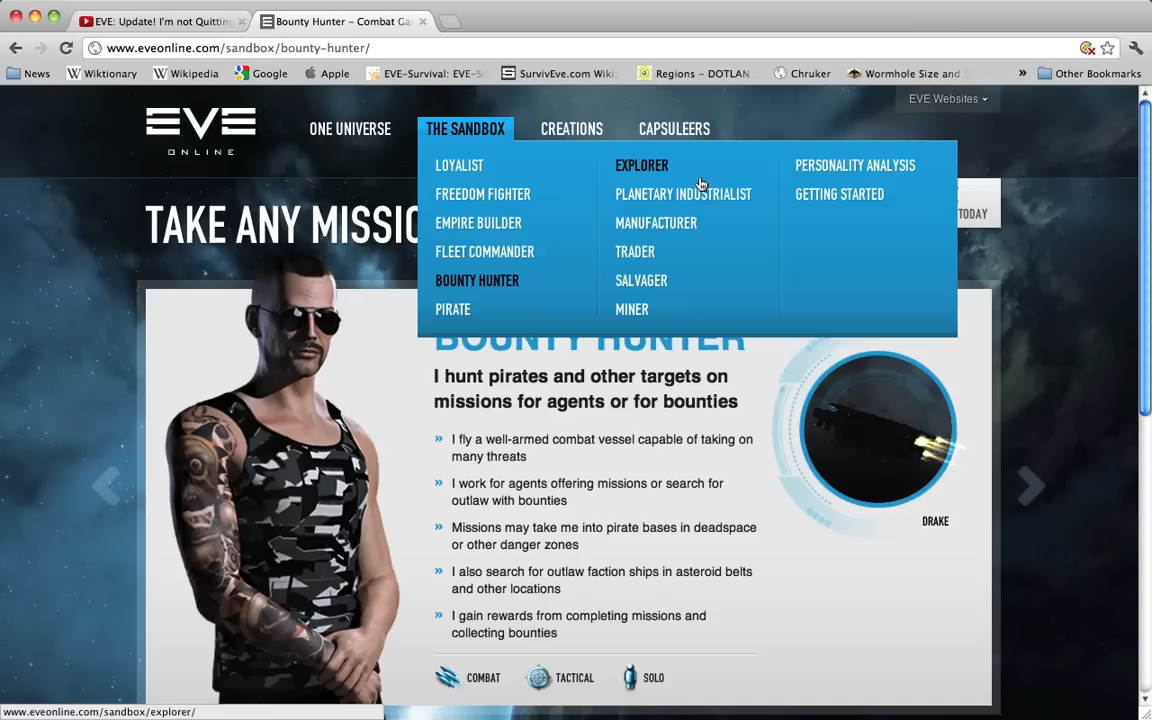 EVE: Update! I'm not Quitting
Bounty Hunter – Combat Ga
www.eveonline.com/sandbox/bounty-hunter/
News
Wiktionary
Wikipedia
Google
Apple
EVE-Survival: EVE-S
SurvivEve.com Wiki:
Regions - DOTLAN
Chruker
Wormhole Size and
»
Other Bookmarks
EVE Websites
EVE
ONLINE
ONE UNIVERSE
THE SANDBOX
CREATIONS
CAPSULEERS
LOYALIST
FREEDOM FIGHTER
EMPIRE BUILDER
FLEET COMMANDER
BOUNTY HUNTER
PIRATE
EXPLORER
PLANETARY INDUSTRIALIST
MANUFACTURER
TRADER
SALVAGER
MINER
PERSONALITY ANALYSIS
GETTING STARTED
TAKE ANY MISSIO
TODAY
BOUNTY HUNTER
I hunt pirates and other targets on
missions for agents or for bounties
» I fly a well-armed combat vessel capable of taking on
many threats
» I work for agents offering missions or search for
outlaw with bounties
» Missions may take me into pirate bases in deadspace
or other danger zones
» I also search for outlaw faction ships in asteroid belts
and other locations
» I gain rewards from completing missions and
collecting bounties
DRAKE
COMBAT
TACTICAL
SOLO
www.eveonline.com/sandbox/explorer/